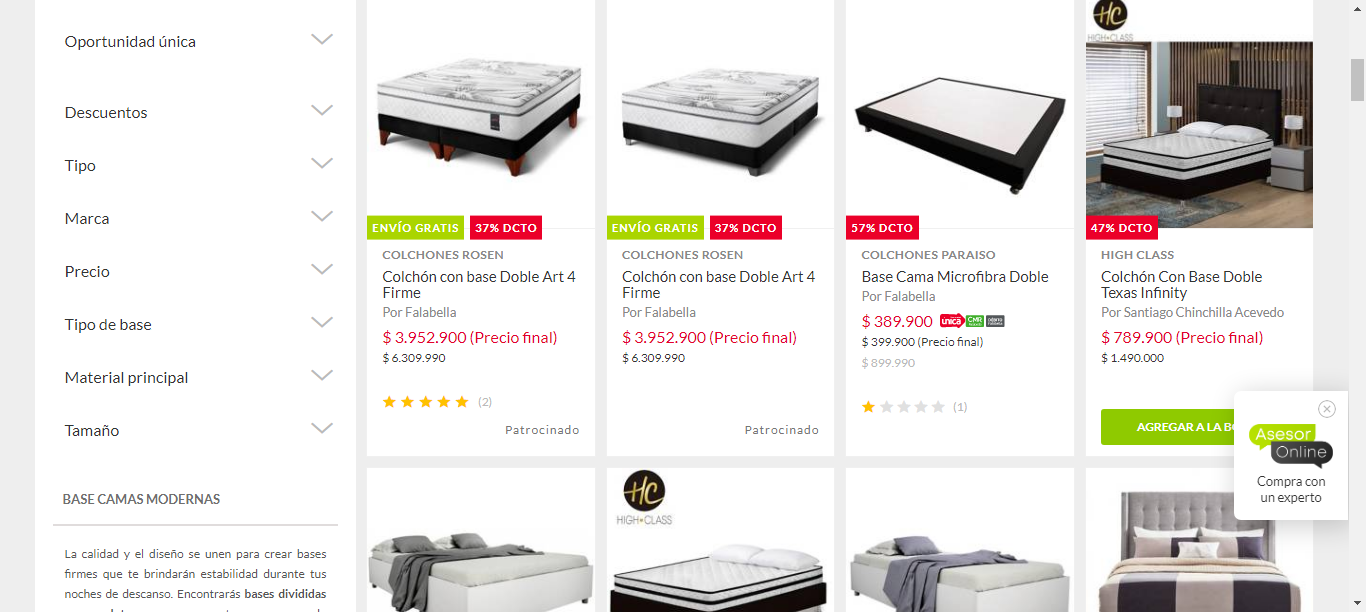 Oportunidad única
Descuentos
Tipo
Marca
Precio
Tipo de base
Material principal
Tamaño
BASE CAMAS MODERNAS
La calidad y el diseño se unen para crear bases
firmes que te brindarán estabilidad durante tus
noches de descanso. Encontrarás bases divididas
ENVÍO GRATIS
37% DCTO
COLCHONES ROSEN
Colchón con base Doble Art 4
Firme
Por Falabella
$ 3.952.900 (Precio final)
$ 6.309.990
(2)
Patrocinado
ENVÍO GRATIS
37% DCTO
COLCHONES ROSEN
Colchón con base Doble Art 4
Firme
Por Falabella
$ 3.952.900 (Precio final)
$ 6.309.990
Patrocinado
57% DCTO
COLCHONES PARAISO
Base Cama Microfibra Doble
Por Falabella
$ 389.900
única
CMR
$ 399.900 (Precio final)
$ 899.990
(1)
HC
HIGH CLASS
47% DCTO
HIGH CLASS
Colchón Con Base Doble
Texas Infinity
Por Santiago Chinchilla Acevedo
$ 789.900 (Precio final)
$ 1.490.000
AGREGAR A LA BO
Asesor
Online
Compra con
un experto
HC
HIGH CLASS